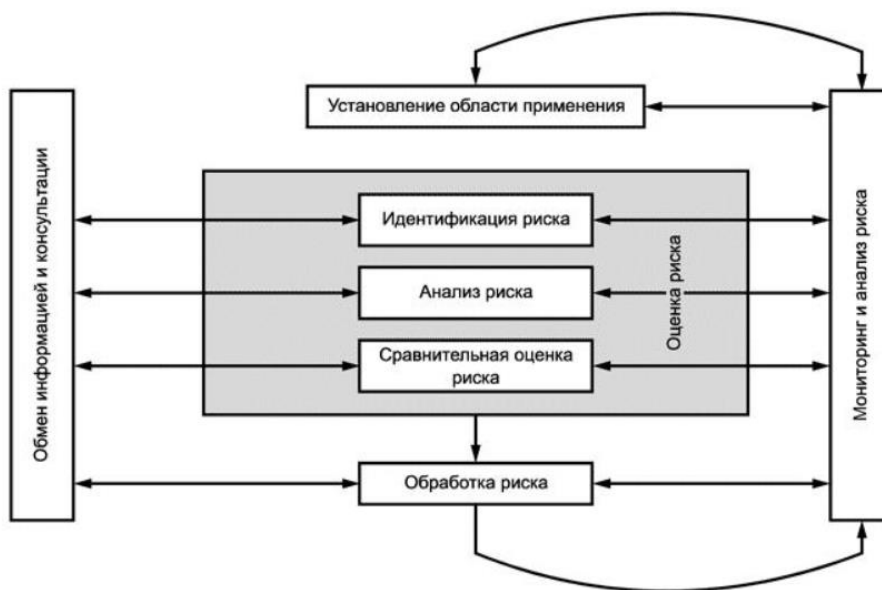 Установление области применения
Обмен информацией и консультации
Идентификация риска
Анализ риска
Сравнительная оценка
риска
Оценка риска
Мониторинг и анализ риска
Обработка риска